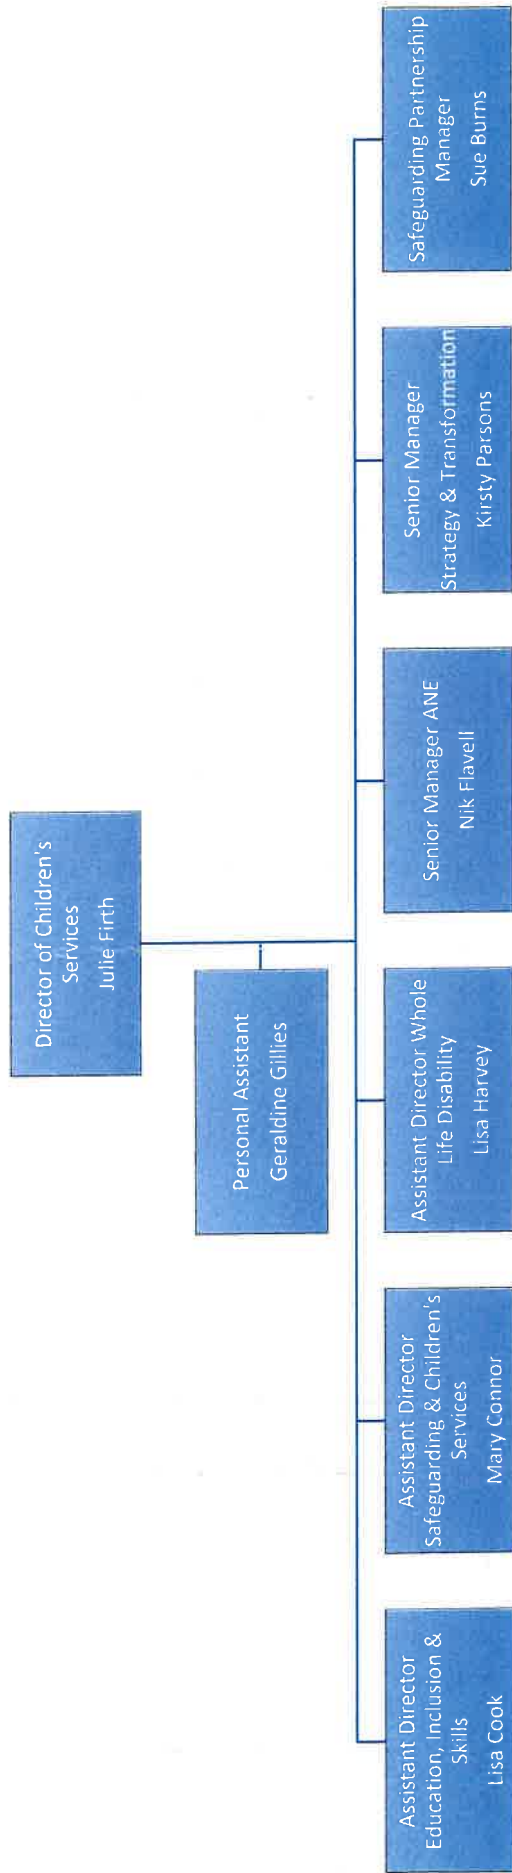 Director of Children's
Services
Julie Firth
Personal Assistant
Geraldine Gillies
Assistant Director
Education, Inclusion &
Skills
Lisa Cook
Assistant Director
Safeguarding & Children's
Services
Mary Connor
Assistant Director Whole
Life Disability
Lisa Harvey
Senior Manager ANE
Nik Flavell
Senior Manager
Strategy & Transformation
Kirsty Parsons
Safeguarding Partnership
Manager
Sue Burns